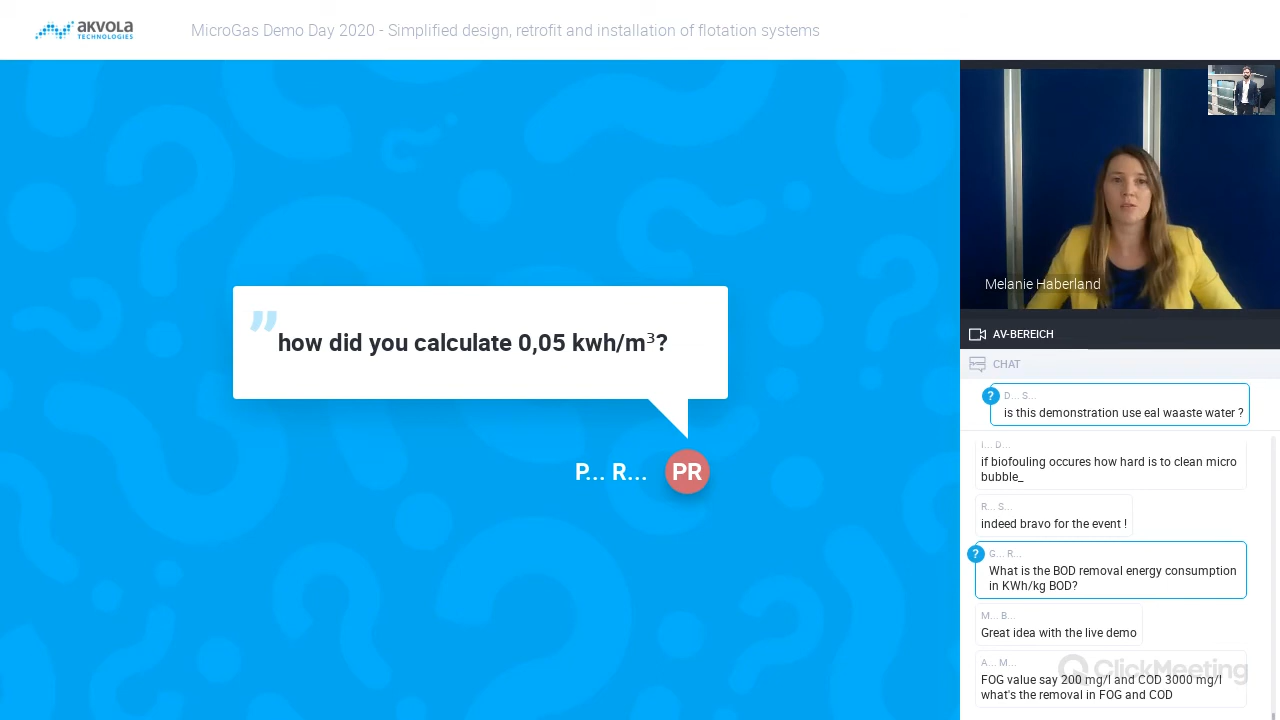 akvola
TECHNOLOGIES
MicroGas Demo Day 2020 - Simplified design, retrofit and installation of flotation systems
” how did you calculate 0,05 kwh/m³?
P... R... PR
Melanie Haberland
AV-BEREICH
CHAT
? D... S...
is this demonstration use eal waaste water ?
I... D...
if biofouling occures how hard is to clean micro
bubble_
R... S...
indeed bravo for the event !
? G... R...
What is the BOD removal energy consumption
in KWh/kg BOD?
M... B...
Great idea with the live demo
A... M...
ClickMeeting
FOG value say 200 mg/l and COD 3000 mg/l
what's the removal in FOG and COD